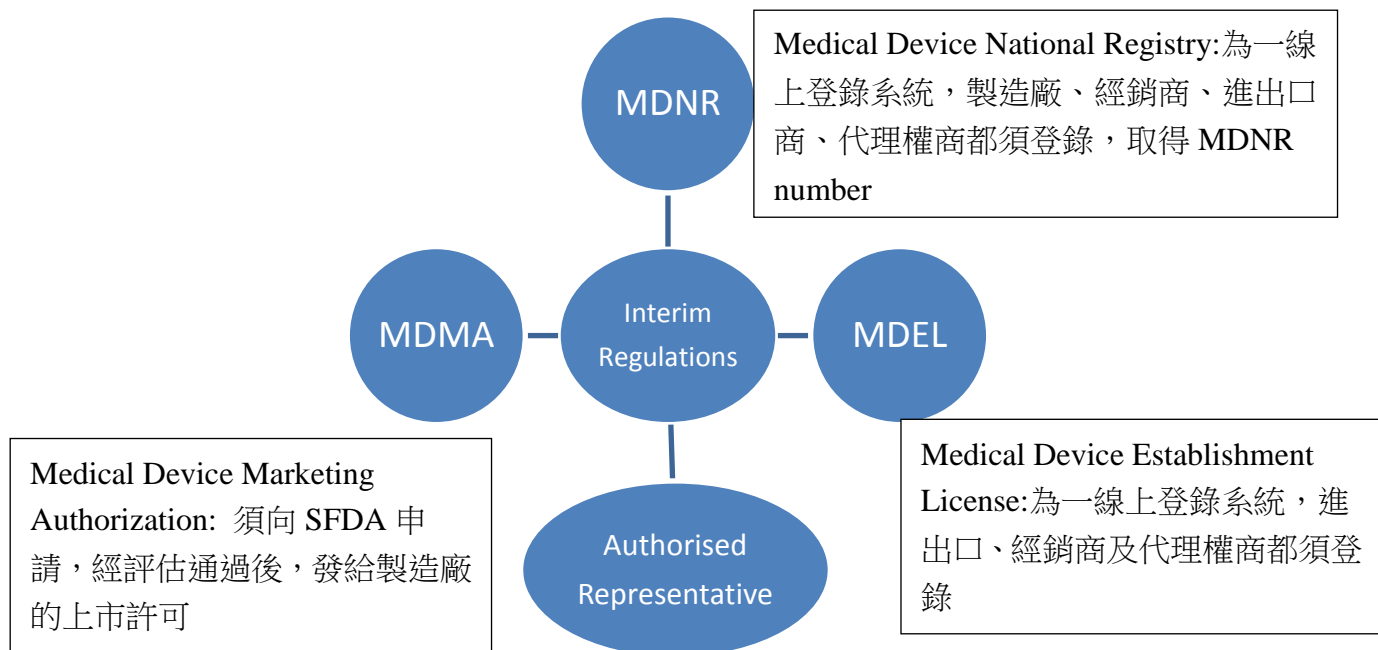 MDNR
Medical Device National Registry:為一線
上登錄系統，製造廠、經銷商、進出口
商、代理權商都須登錄，取得 MDNR
number
MDMA
Interim
Regulations
MDEL
Medical Device Marketing
Authorization: 須向 SFDA 申
請，經評估通過後，發給製造廠
的上市許可
Authorised
Representative
Medical Device Establishment
License:為一線上登錄系統，進
出口、經銷商及代理權商都須登
錄